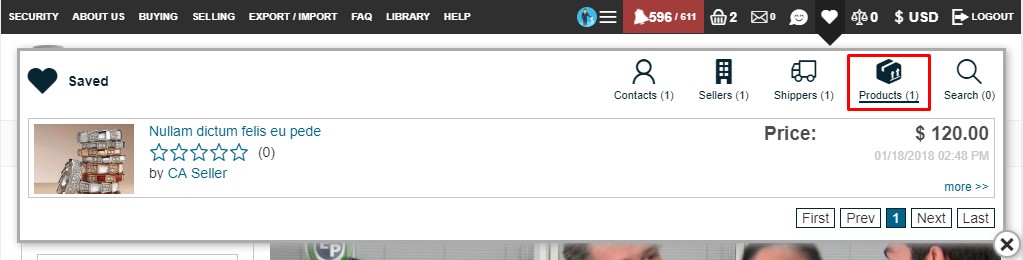 SECURITY ABOUT US BUYING SELLING EXPORT / IMPORT FAQ LIBRARY HELP 596 / 611 2 0 0 $ USD LOGOUT
Saved
Contacts (1) Sellers (1) Shippers (1) Products (1) Search (0)
Nullam dictum felis eu pede Price: $ 120.00
(0)
01/18/2018 02:48 PM
by CA Seller
more >>
First Prev 1 Next Last
EP